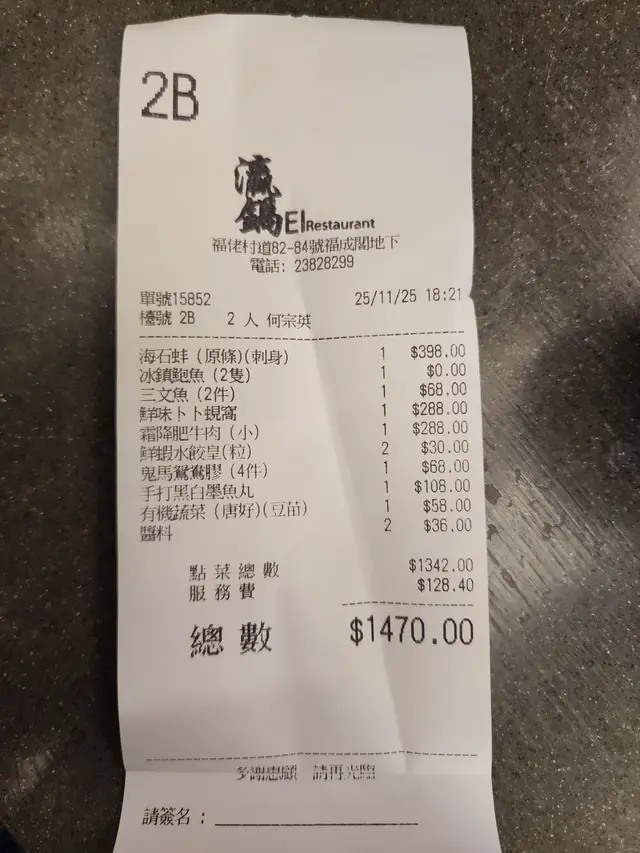 2B
瀛
鍋 EI Restaurant
福佬村道82-84號福成閣地下
電話: 23828299
單號15852 25/11/25 18:21
檯號 2B 2 人 何宗英
海石蚌 (原條)(刺身) 1 $398.00
冰鎮鮑魚 (2隻) 1 $0.00
三文魚 (2件) 1 $68.00
鮮味卜卜蜆窩 1 $288.00
霜降肥牛肉 (小) 1 $288.00
鮮蝦水餃皇(粒) 2 $30.00
鬼馬鴛鴦膠 (4件) 1 $68.00
手打黑白墨魚丸 1 $108.00
有機蔬菜 (唐好)(豆苗) 1 $58.00
醬料 2 $36.00
點菜總數 $1342.00
服務費 $128.40
總數 $1470.00
多謝惠顧 請再光臨
請簽名 :